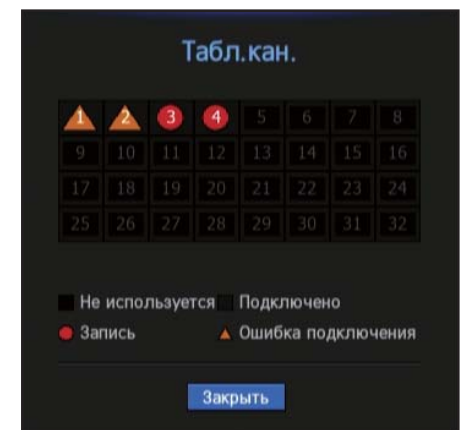 Табл.кан.
1 2 3 4 5 6 7 8
9 10 11 12 13 14 15 16
17 18 19 20 21 22 23 24
25 26 27 28 29 30 31 32
Не используется Подключено
Запись Ошибка подключения
Закрыть